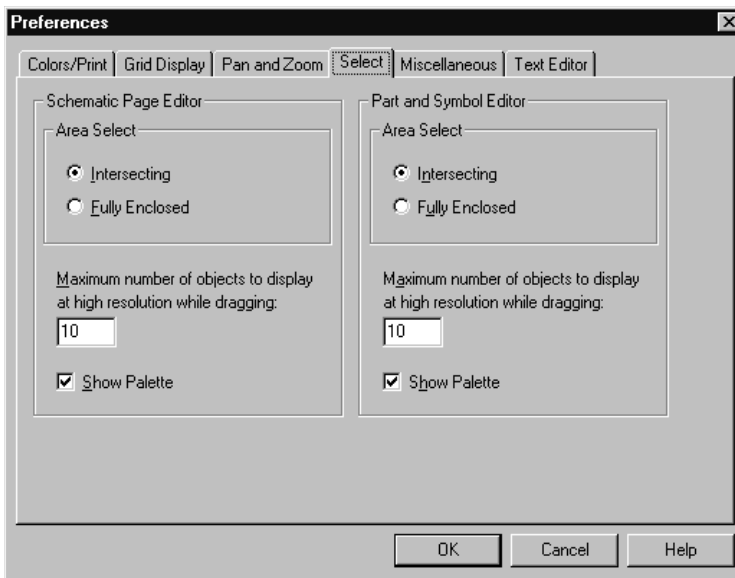 Preferences
Colors/Print Grid Display Pan and Zoom Select Miscellaneous Text Editor
Schematic Page Editor
Area Select
Intersecting
Fully Enclosed
Maximum number of objects to display
at high resolution while dragging:
10
Show Palette
Part and Symbol Editor
Area Select
Intersecting
Fully Enclosed
Maximum number of objects to display
at high resolution while dragging:
10
Show Palette
OK Cancel Help